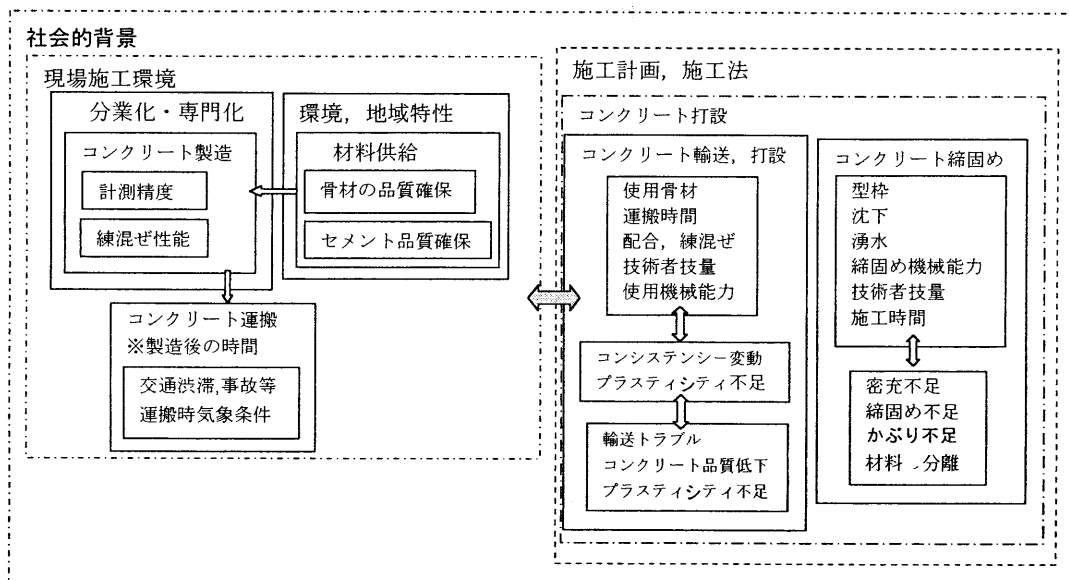 社会的背景
現場施工環境
分業化・専門化
コンクリート製造
計測精度
練混ぜ性能
環境，地域特性
材料供給
骨材の品質確保
セメント品質確保
コンクリート運搬
※製造後の時間
交通渋滞,事故等
運搬時気象条件
施工計画，施工法
コンクリート打設
コンクリート輸送，打設
使用骨材
運搬時間
配合，練混ぜ
技術者技量
使用機械能力
コンシステンシー変動
プラスティシティ不足
輸送トラブル
コンクリート品質低下
プラスティシティ不足
コンクリート締固め
型枠
沈下
湧水
締固め機械能力
技術者技量
施工時間
密充不足
締固め不足
かぶり不足
材料 分離